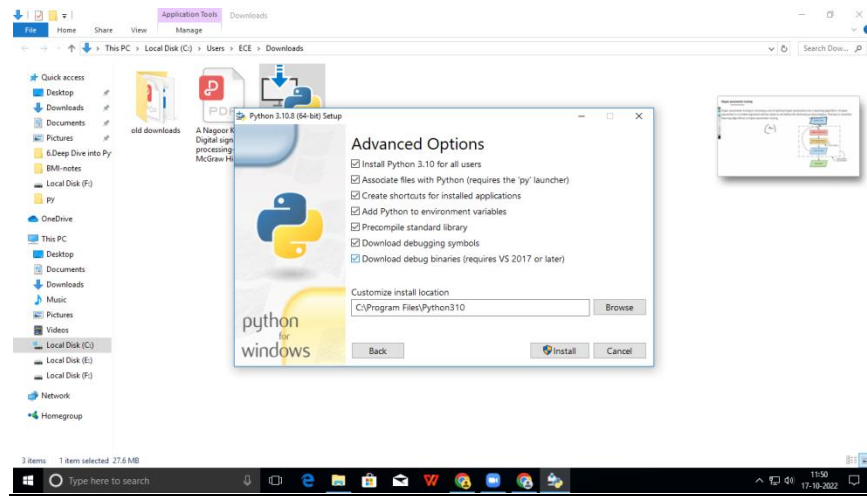 Application Tools Downloads
File Home Share View Manage
This PC > Local Disk (C:) > Users > ECE > Downloads
Search Dow...
Quick access
Desktop
Downloads
Documents
Pictures
6.Deep Dive into Py
BMI-notes
Local Disk (F:)
py
OneDrive
This PC
Desktop
Documents
Downloads
Music
Pictures
Videos
Local Disk (C:)
Local Disk (E:)
Local Disk (F:)
Network
Homegroup
old downloads
PDF
A Nagoor K
Digital sign
processing-
McGraw Hi
Python 3.10.8 (64-bit) Setup
Advanced Options
Install Python 3.10 for all users
Associate files with Python (requires the 'py' launcher)
Create shortcuts for installed applications
Add Python to environment variables
Precompile standard library
Download debugging symbols
Download debug binaries (requires VS 2017 or later)
Customize install location
C:\Program Files\Python310
Browse
python
for
windows
Back Install Cancel
3 items 1 item selected 27.6 MB
Type here to search
11:50
17-10-2022